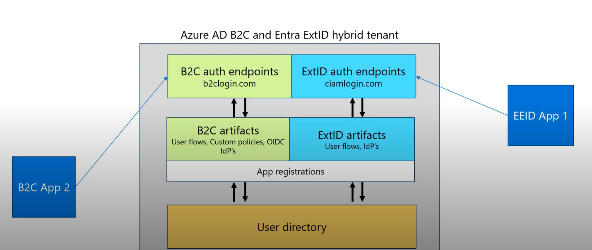 Azure AD B2C and Entra ExtID hybrid tenant
B2C auth endpoints
b2clogin.com
ExtID auth endpoints
ciamlogin.com
EEID App 1
B2C artifacts
User flows, Custom policies, OIDC
IdP's
ExtID artifacts
User flows, IdP's
App registrations
B2C App 2
User directory